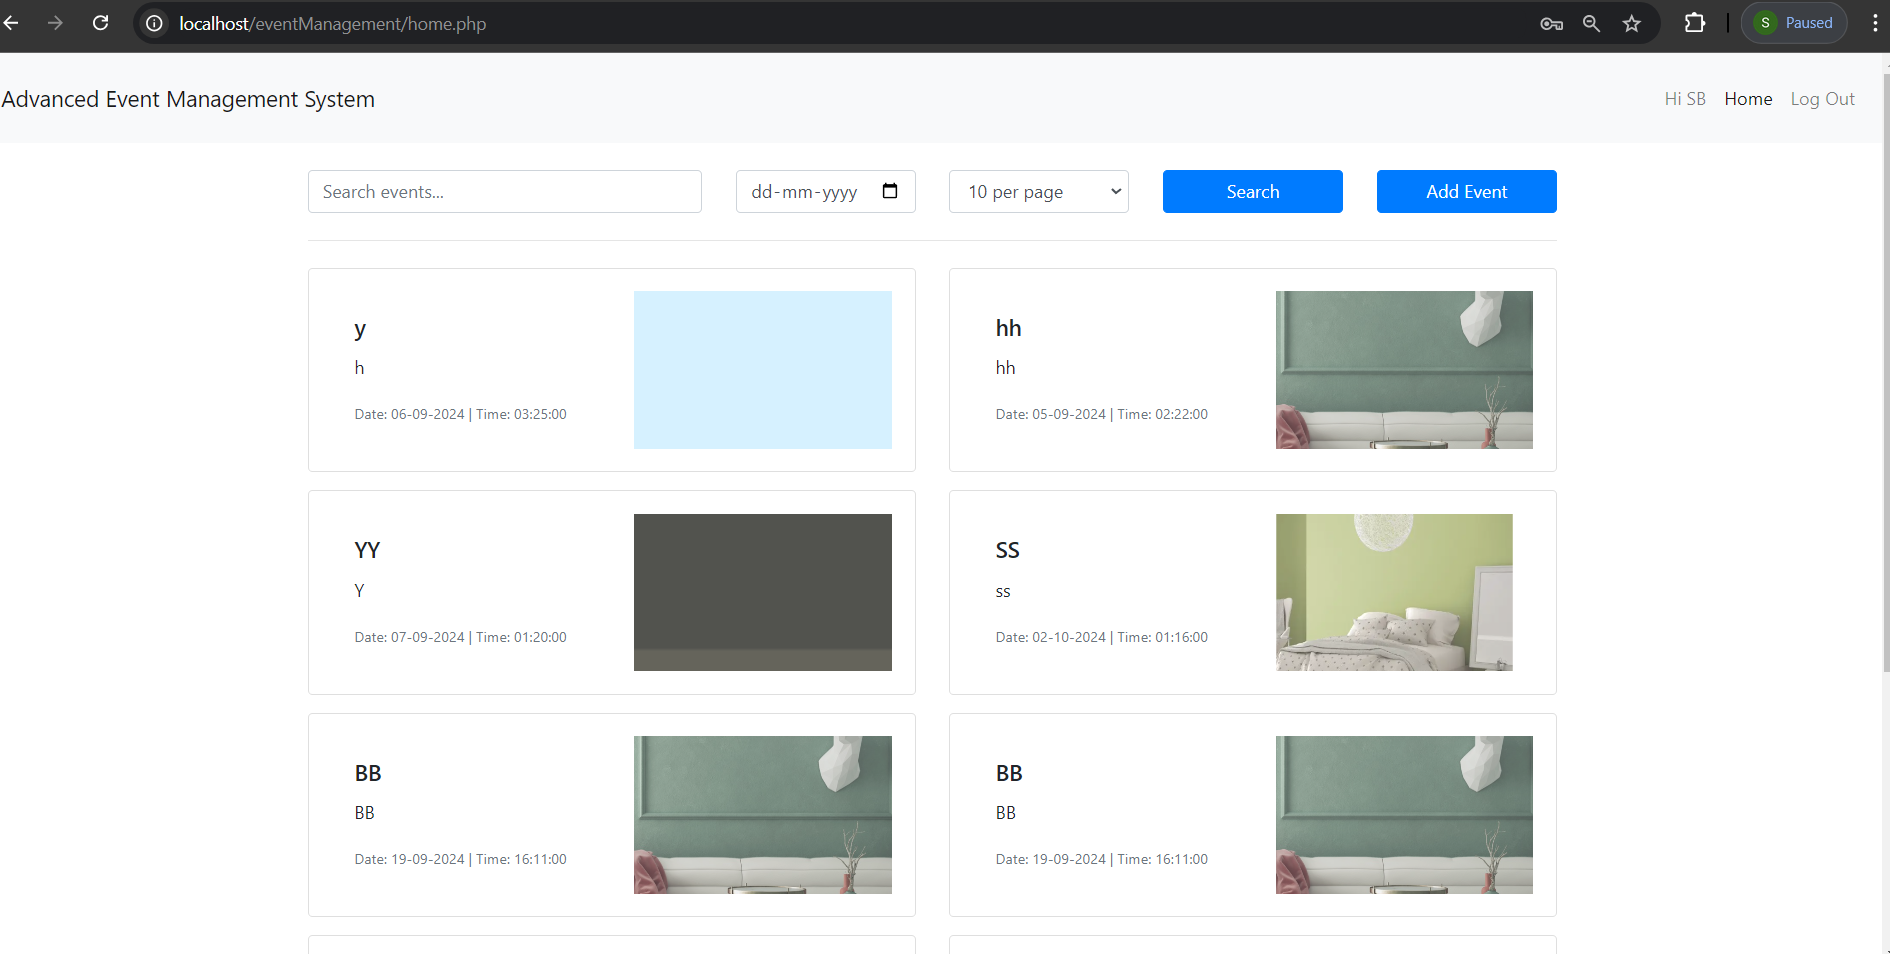 localhost/eventManagement/home.php
S Paused
Advanced Event Management System
Hi SB Home Log Out
Search events... dd-mm-yyyy 10 per page Search Add Event
y
h
Date: 06-09-2024 | Time: 03:25:00
hh
hh
Date: 05-09-2024 | Time: 02:22:00
YY
Y
Date: 07-09-2024 | Time: 01:20:00
SS
ss
Date: 02-10-2024 | Time: 01:16:00
BB
BB
Date: 19-09-2024 | Time: 16:11:00
BB
BB
Date: 19-09-2024 | Time: 16:11:00